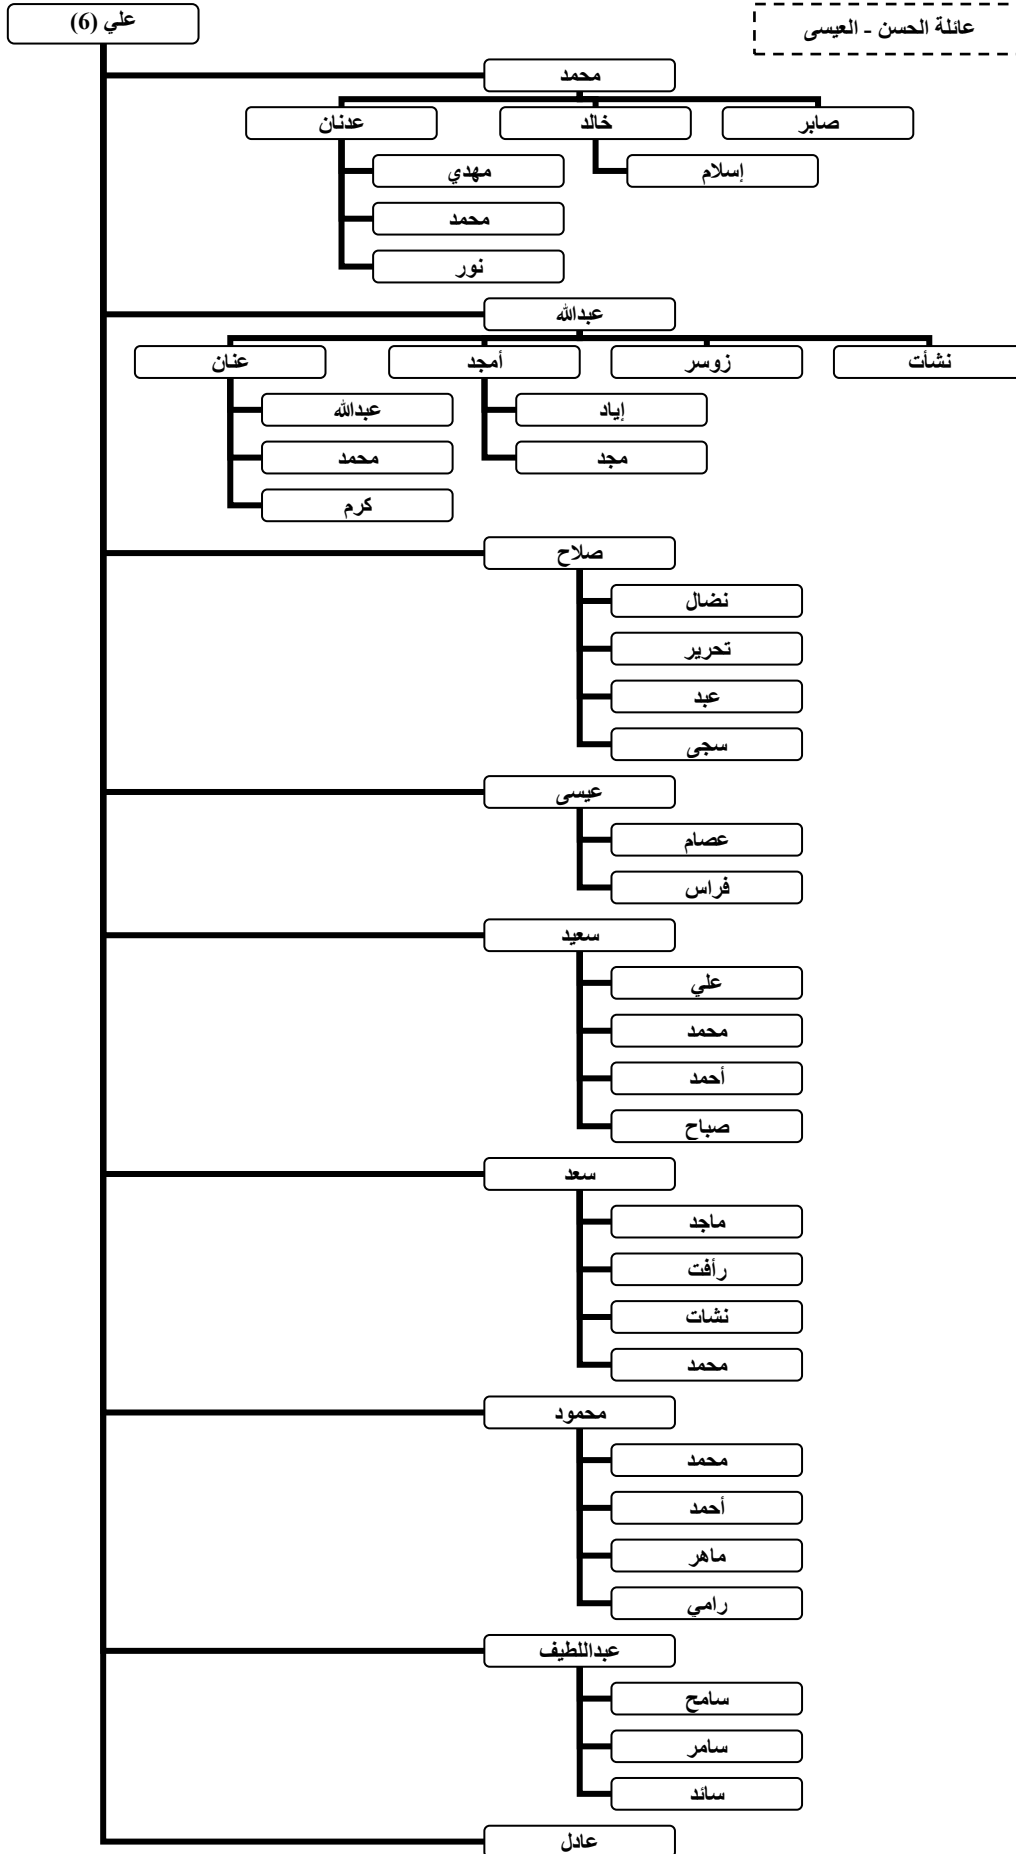 عائلة الحسن - العيسى
علي (6)
محمد
صابر
خالد
عدنان
إسلام
مهدي
محمد
نور
عبدالله
نشأت
زوسر
أمجد
عنان
إياد
عبدالله
مجد
محمد
كرم
صلاح
نضال
تحرير
عبد
سجى
عيسى
عصام
فراس
سعيد
علي
محمد
أحمد
صباح
سعد
ماجد
رأفت
نشات
محمد
محمود
محمد
أحمد
ماهر
رامي
عبداللطيف
سامح
سامر
سائد
عادل